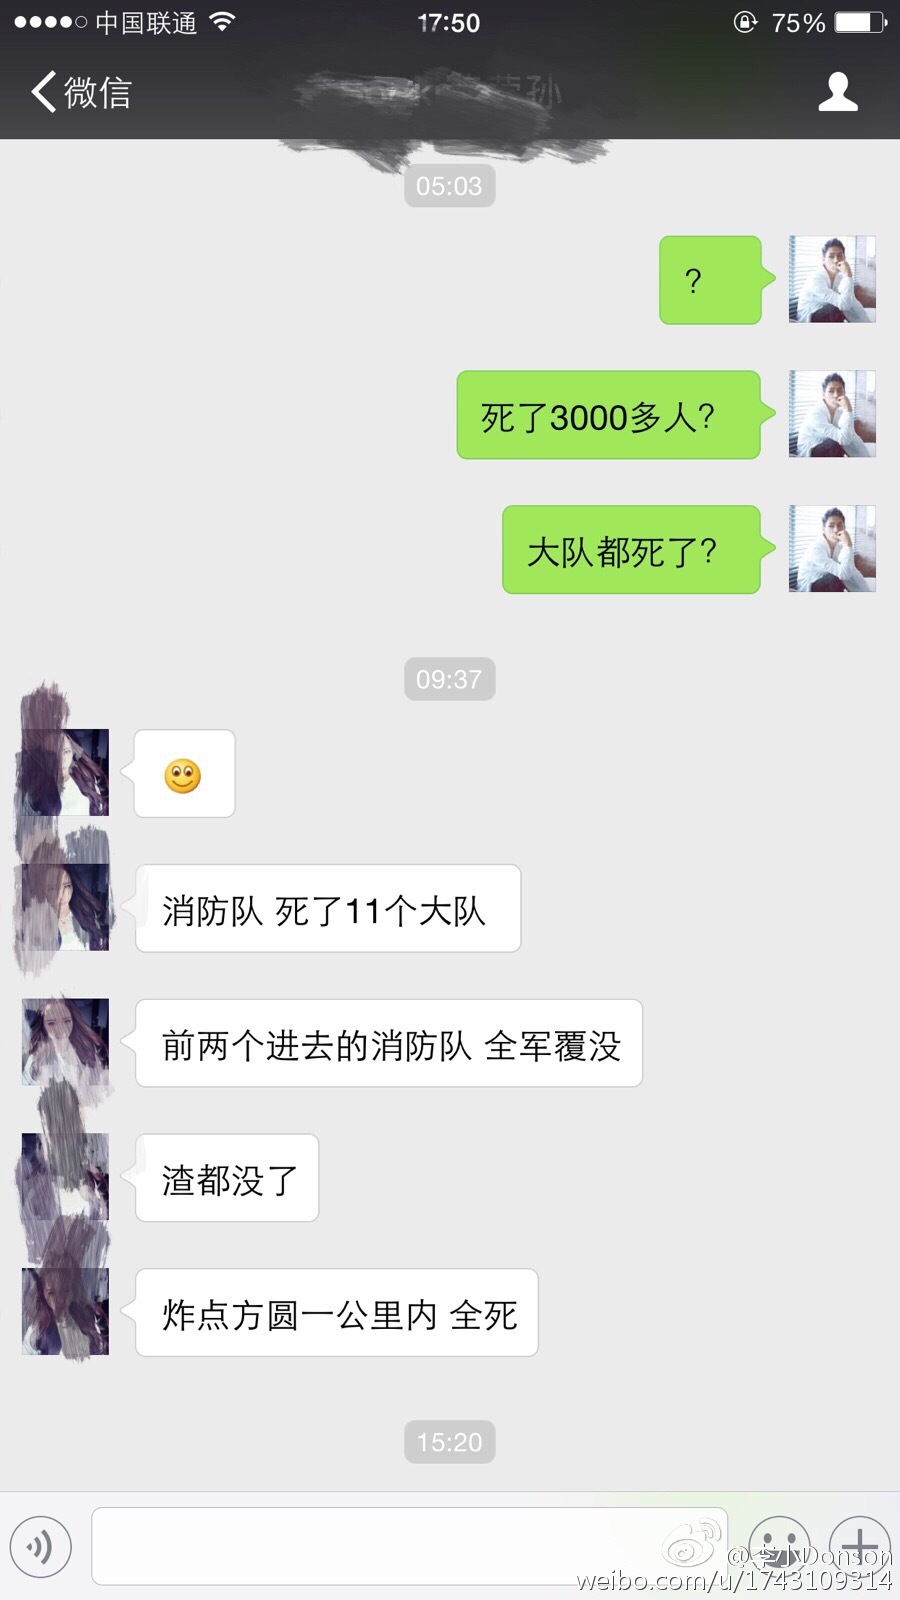 中国联通
17:50
75%
微信
孙
05:03
?
死了3000多人?
大队都死了?
09:37
消防队 死了11个大队
前两个进去的消防队 全军覆没
渣都没了
炸点方圆一公里内 全死
15:20
@李小Donson
weibo.com/u/1743109314